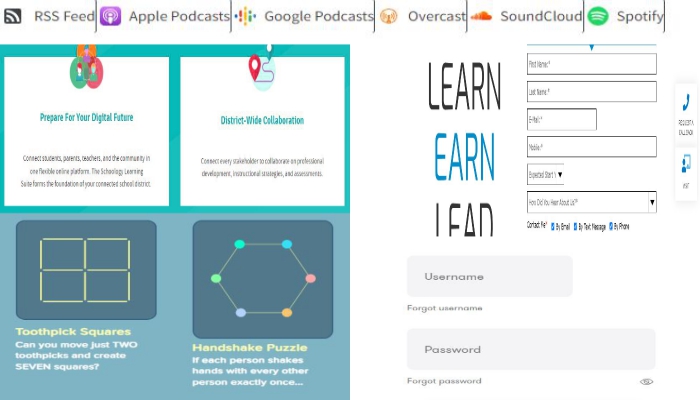 RSS Feed Apple Podcasts Google Podcasts Overcast SoundCloud Spotify
Prepare For Your Digital Future
Connect students, parents, teachers, and the community in
one flexible online platform. The Schoology Learning
Suite forms the foundation of your connected school district.
District-Wide Collaboration
Connect every stakeholder to collaborate on professional
development, instructional strategies, and assessments.
Toothpick Squares
Can you move just TWO
toothpicks and create
SEVEN squares?
Handshake Puzzle
If each person shakes
hands with every other
person exactly once...
LEARN
EARN
LEAD
First Name:*
Last Name:*
E-Mail:*
Mobile:*
Expected Start Y
How Did You Hear About Us?*
Contact Me* By Email By Text Message By Phone
REQUEST A
CALL BACK
VISIT
Username
Forgot username
Password
Forgot password